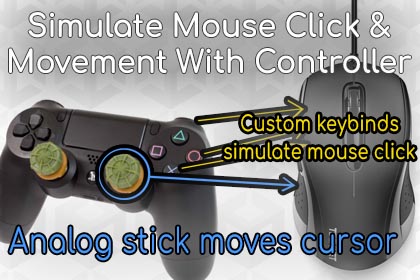 Simulate Mouse Click &
Movement With Controller
Custom keybinds
simulate mouse click
Analog stick moves cursor